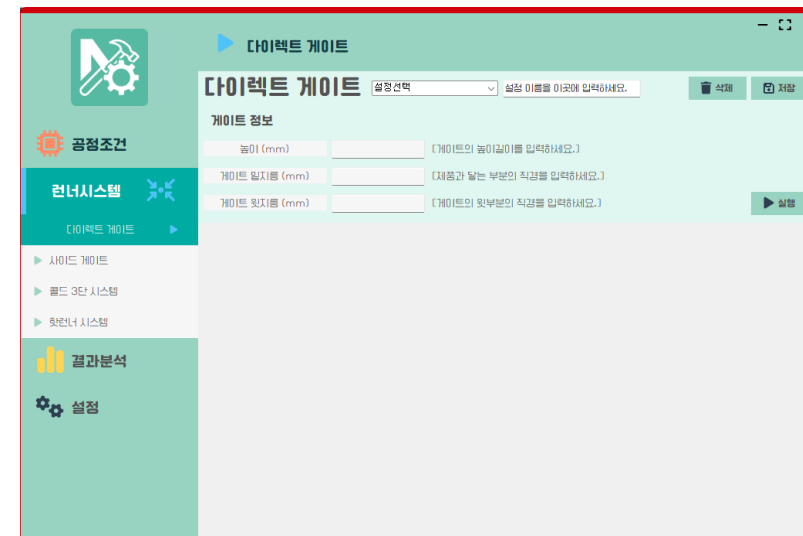 다이렉트 게이트
다이렉트 게이트 설정선택 설정 이름을 이곳에 입력하세요. 삭제 저장
게이트 정보
공정조건
높이 (mm) [게이트의 높이길이를 입력하세요.]
게이트 밑지름 (mm) [제품과 닿는 부분의 직경을 입력하세요.]
런너시스템
게이트 윗지름 (mm) [게이트의 윗부분의 직경을 입력하세요.] 실행
다이렉트 게이트
사이드 게이트
콜드 3단 시스템
핫런너 시스템
결과분석
설정